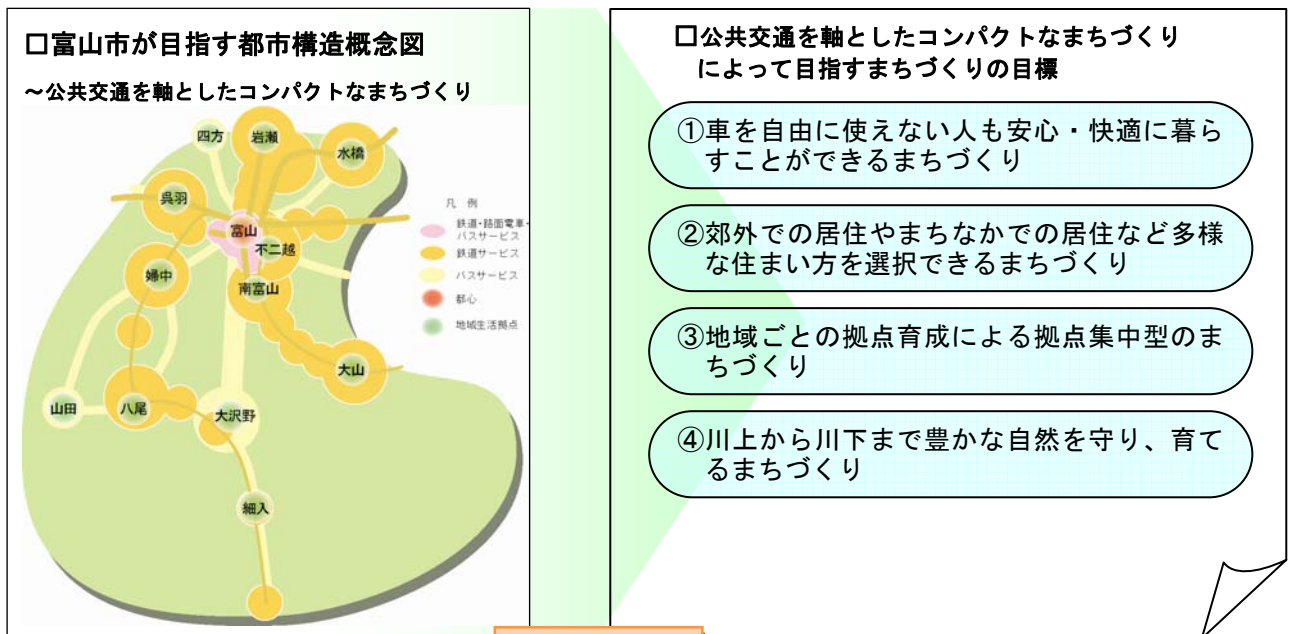 □富山市が目指す都市構造概念図
~公共交通を軸としたコンパクトなまちづくり
四方
岩瀬
水橋
呉羽
富山
不二越
婦中
南富山
大山
山田
八尾
大沢野
細入
凡 例
鉄道・路面電車・
バスサービス
鉄道サービス
バスサービス
都心
地域生活拠点
□公共交通を軸としたコンパクトなまちづくり
によって目指すまちづくりの目標
①車を自由に使えない人も安心・快適に暮ら
すことができるまちづくり
②郊外での居住やまちなかでの居住など多様
な住まい方を選択できるまちづくり
③地域ごとの拠点育成による拠点集中型のま
ちづくり
④川上から川下まで豊かな自然を守り、育て
るまちづくり